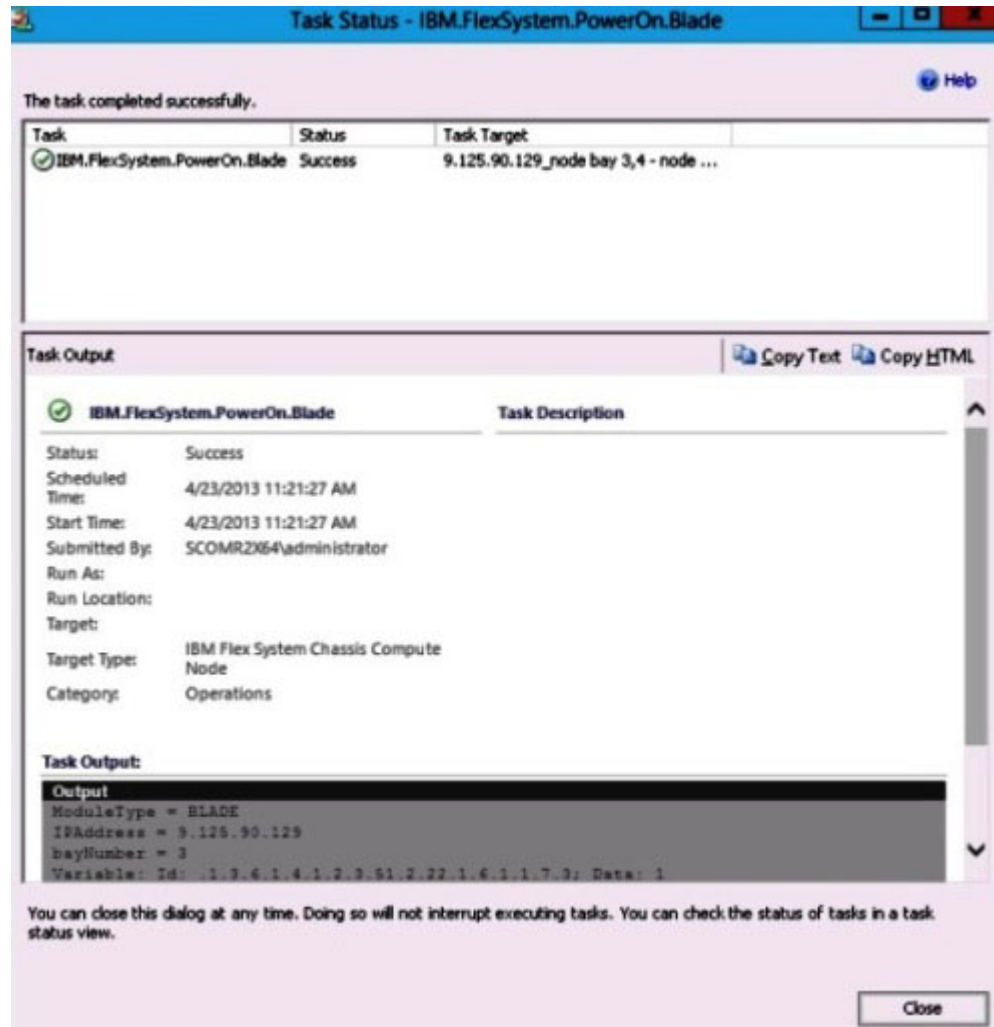 Task Status - IBM.FlexSystem.PowerOn.Blade
Help
The task completed successfully.
Task Status Task Target
IBM.FlexSystem.PowerOn.Blade Success 9.125.90.129_node bay 3,4 - node ...
Task Output Copy Text Copy HTML
IBM.FlexSystem.PowerOn.Blade Task Description
Status: Success
Scheduled
Time: 4/23/2013 11:21:27 AM
Start Time: 4/23/2013 11:21:27 AM
Submitted By: SCOMR2X64\administrator
Run As:
Run Location:
Target:
Target Type: IBM Flex System Chassis Compute
Node
Category: Operations
Task Output:
Output
ModuleType = BLADE
IPAddress = 9.125.90.129
bayNumber = 3
Variable: Id: .1.3.6.1.4.1.2.3.51.2.22.1.6.1.1.7.3; Data: 1
You can close this dialog at any time. Doing so will not interrupt executing tasks. You can check the status of tasks in a task
status view.
Close